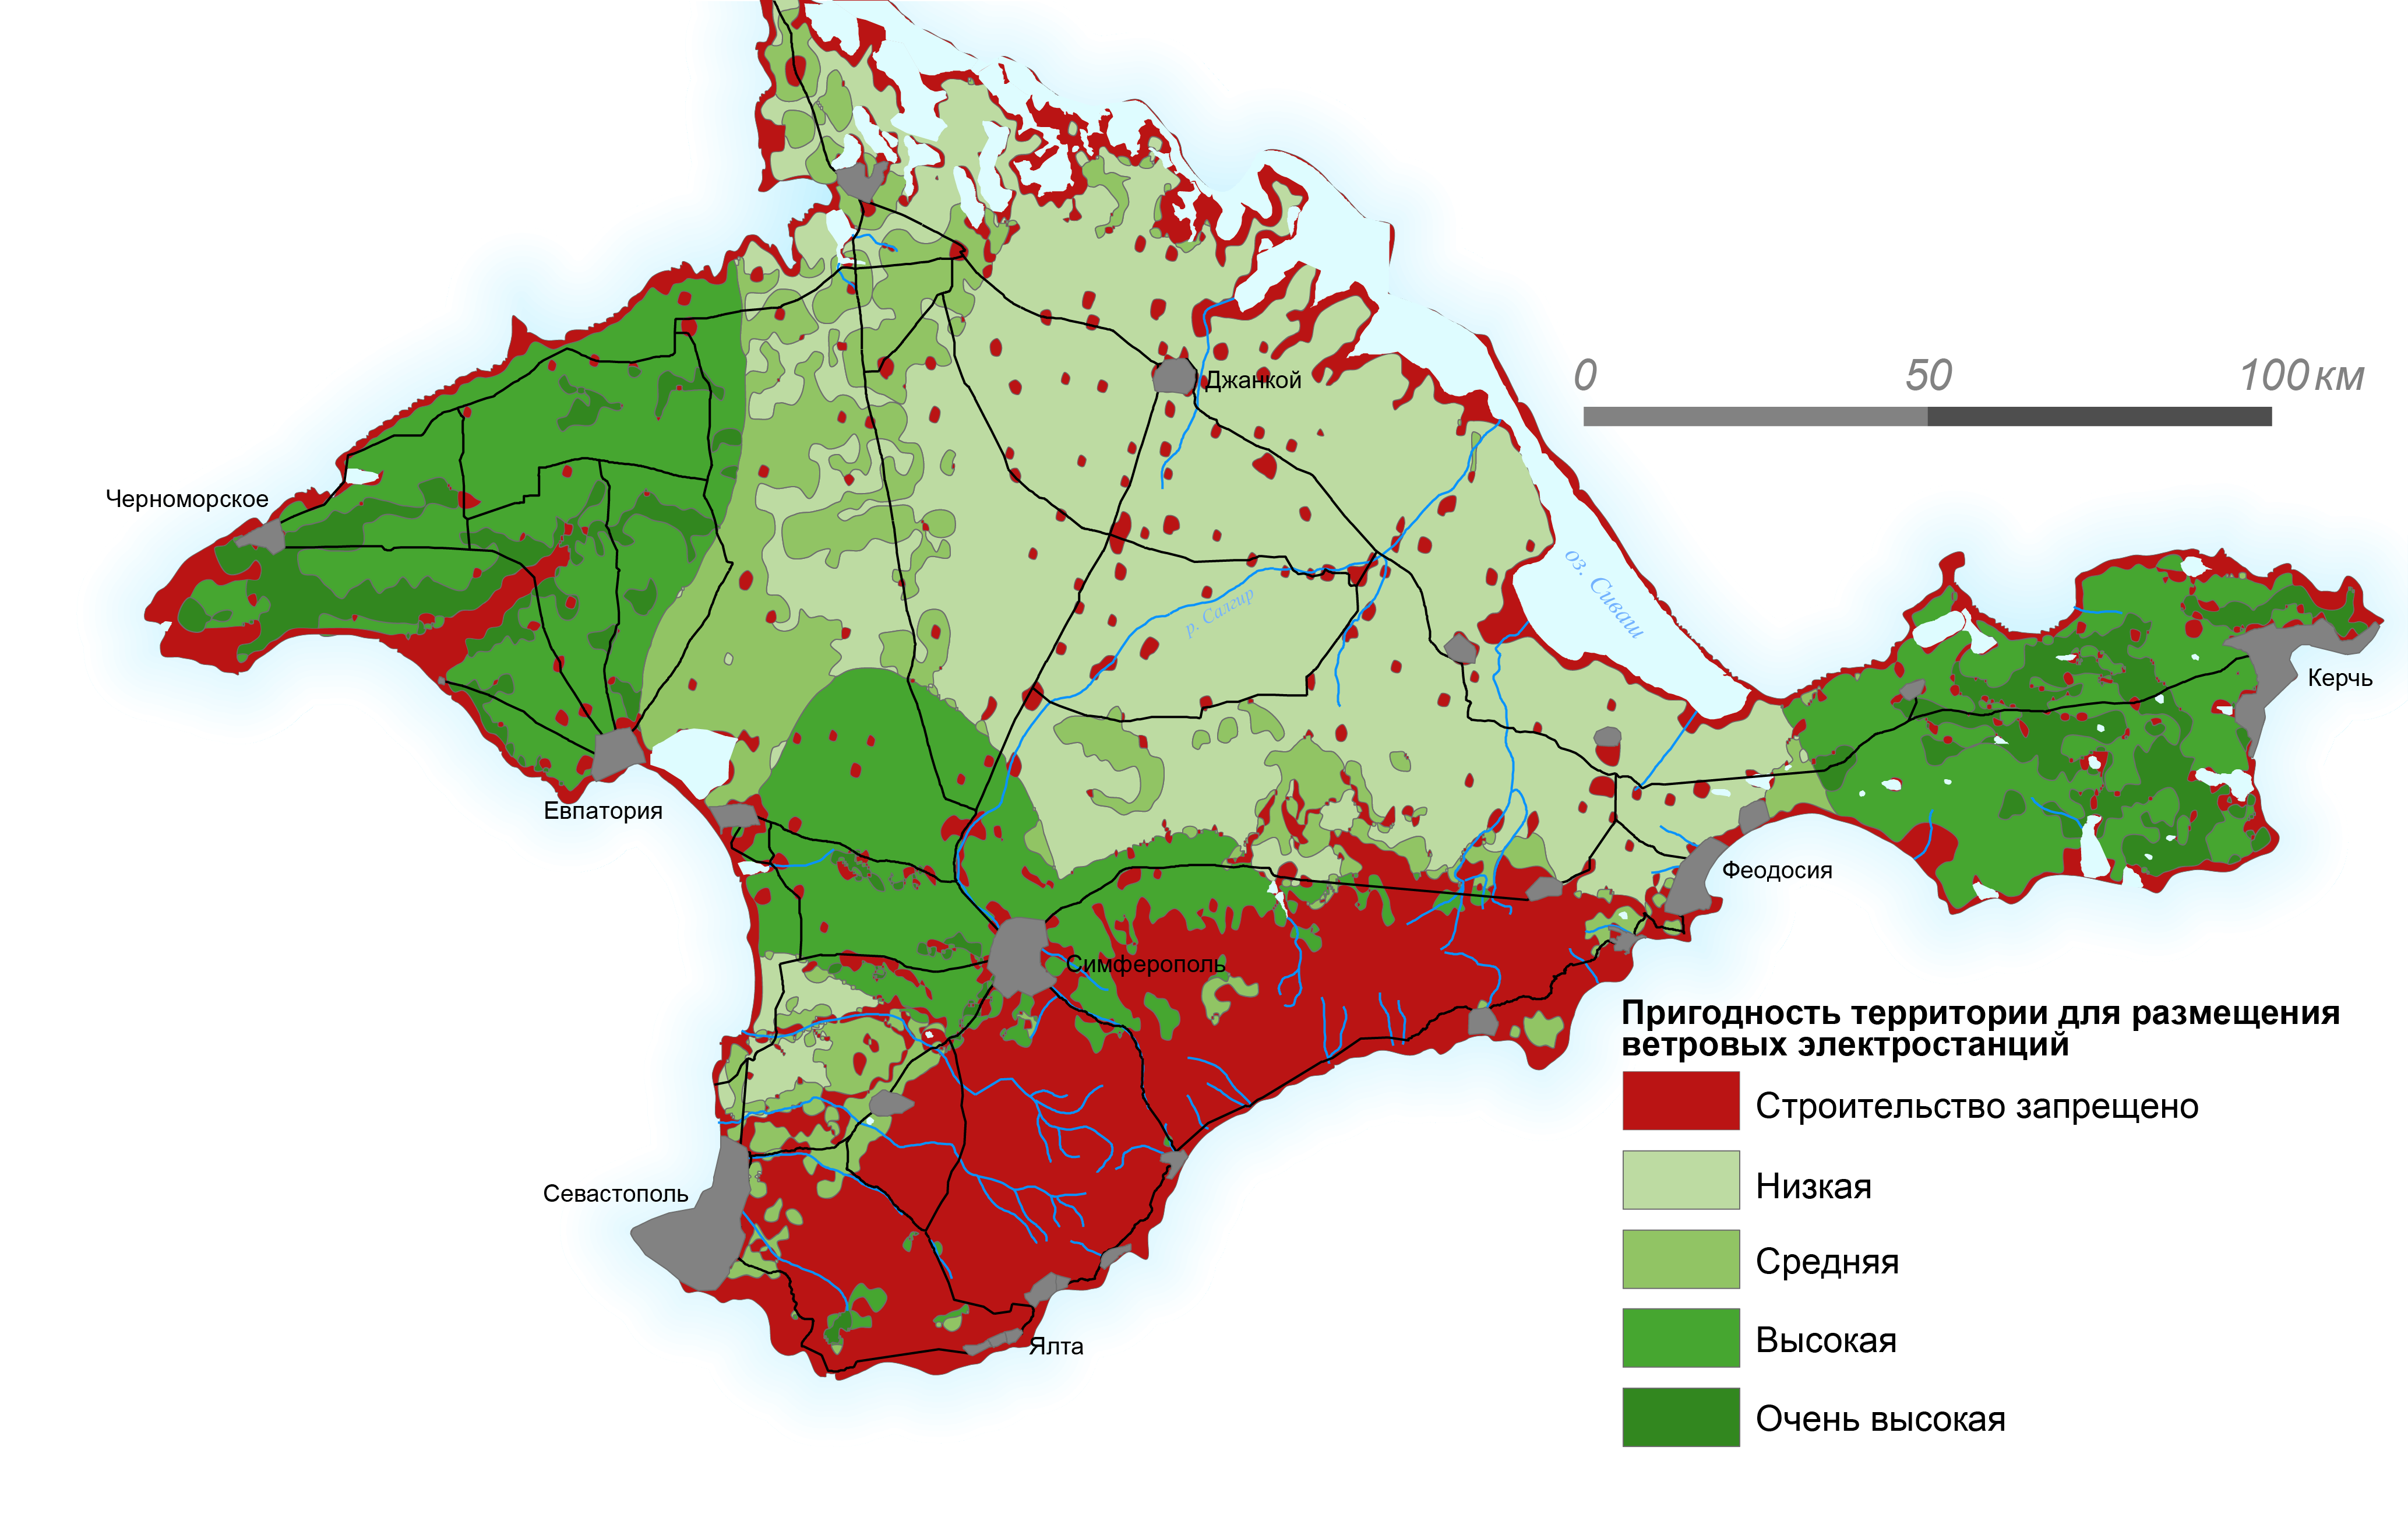 0 50 100 км
Джанкой
Черноморское
оз. Сиваш
р. Салгир
Керчь
Евпатория
Феодосия
Симферополь
Пригодность территории для размещения
ветровых электростанций
Строительство запрещено
Низкая
Севастополь
Средняя
Ялта
Высокая
Очень высокая